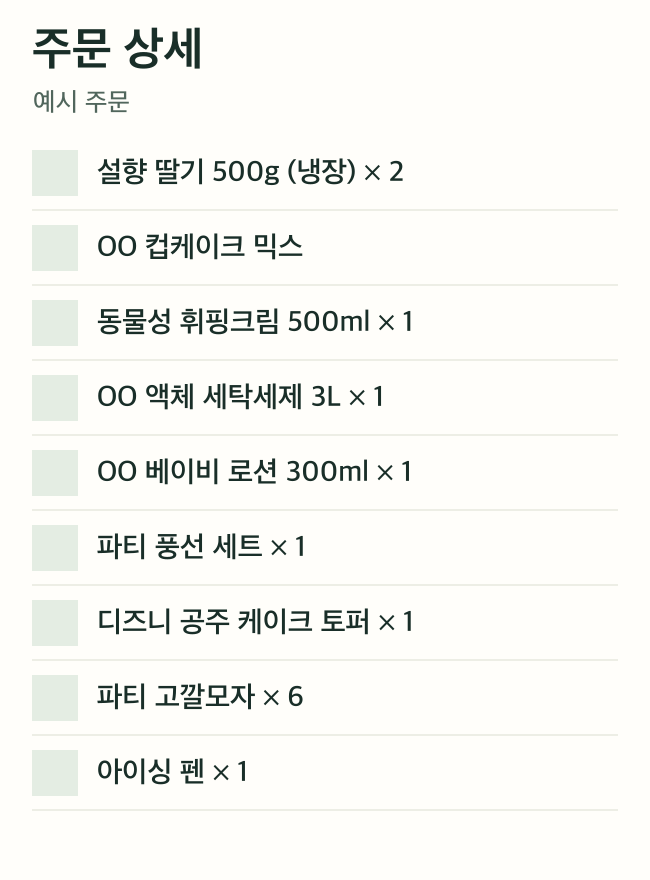 주문 상세
예시 주문
설향 딸기 500g (냉장) × 2
OO 컵케이크 믹스
동물성 휘핑크림 500ml × 1
OO 액체 세탁세제 3L × 1
OO 베이비 로션 300ml × 1
파티 풍선 세트 × 1
디즈니 공주 케이크 토퍼 × 1
파티 고깔모자 × 6
아이싱 펜 × 1